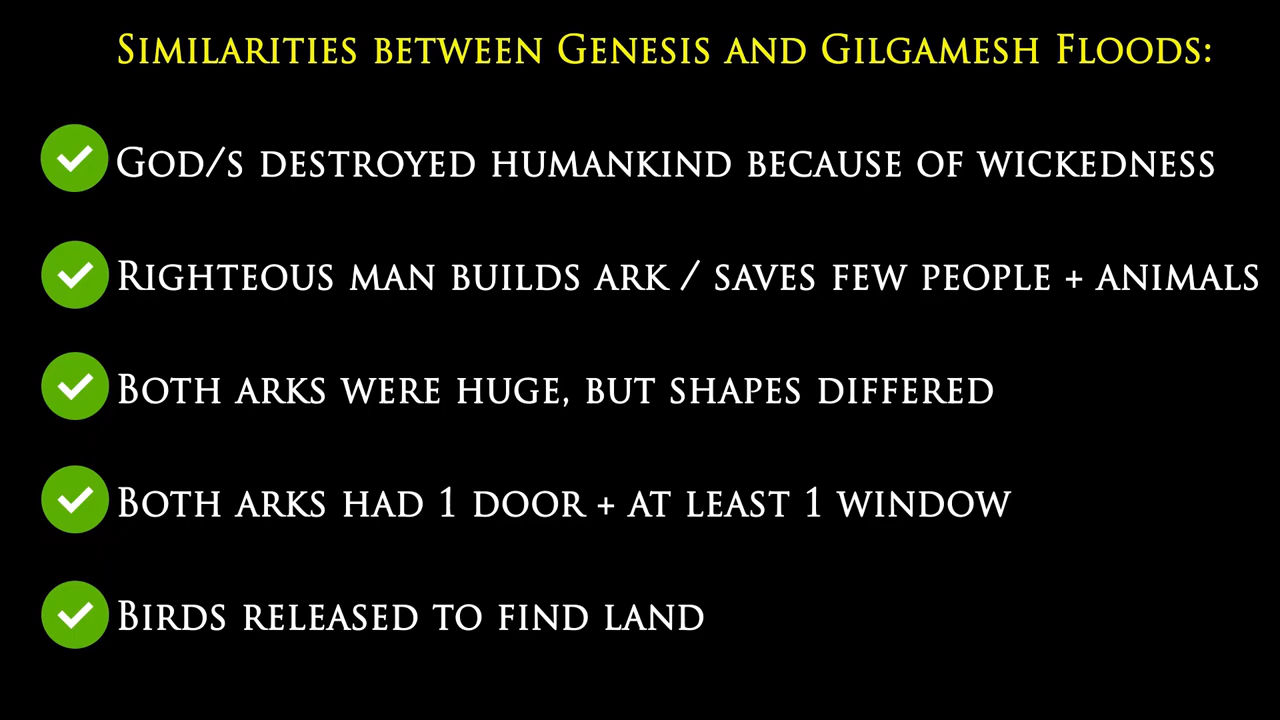 Similarities between Genesis and Gilgamesh Floods:
God/s destroyed humankind because of wickedness
Righteous man builds ark / saves few people + animals
Both arks were huge, but shapes differed
Both arks had 1 door + at least 1 window
Birds released to find land